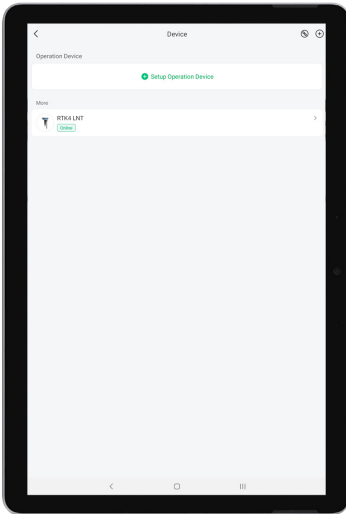 Device
Operation Device
Setup Operation Device
More
RTK4 LNT
Online